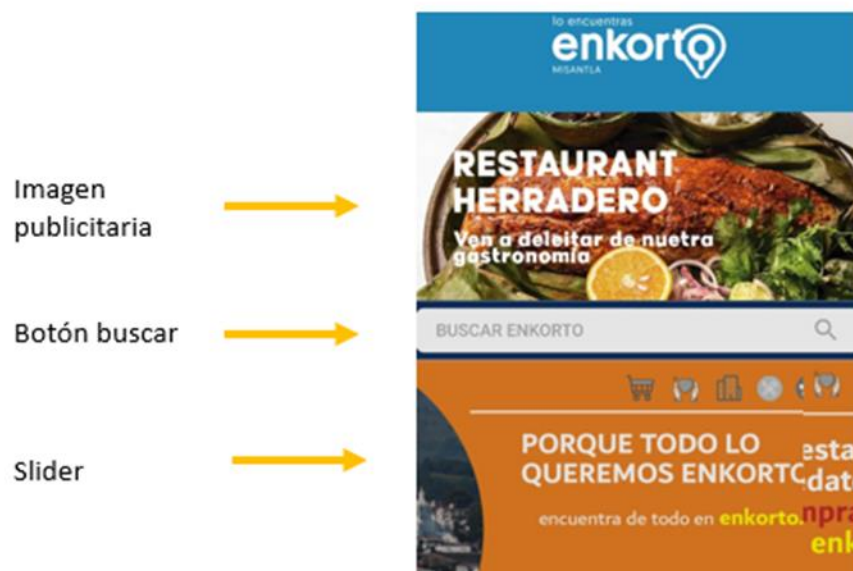 lo encuentras
enkorto
MISANTLA
Imagen
publicitaria
RESTAURANT
HERRADERO
Ven a deleitar de nuetra
gastronomía
Botón buscar
BUSCAR ENKORTO
Slider
PORQUE TODO LO
QUEREMOS ENKORTO
encuentra de todo en enkorto.